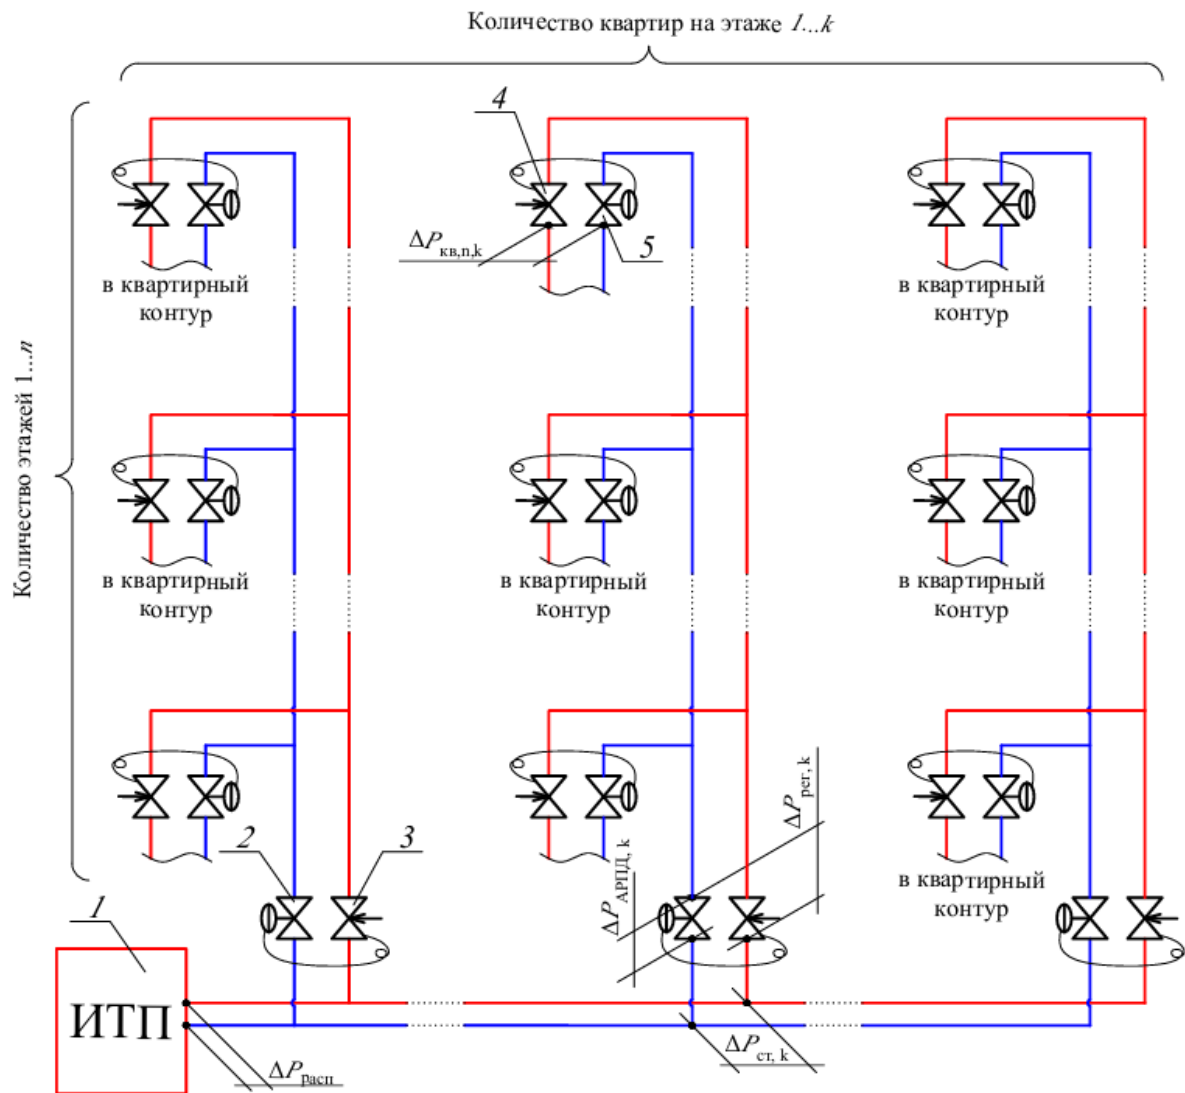 Количество квартир на этаже 1...k
Количество этажей 1...n
4
ΔPкв,n,k
5
в квартирный
контур
в квартирный
контур
в квартирный
контур
в квартирный
контур
в квартирный
контур
ΔPрег, k
ΔPАРПД, k
2
3
в квартирный
контур
1
ИТП
ΔPст, k
ΔPрасп